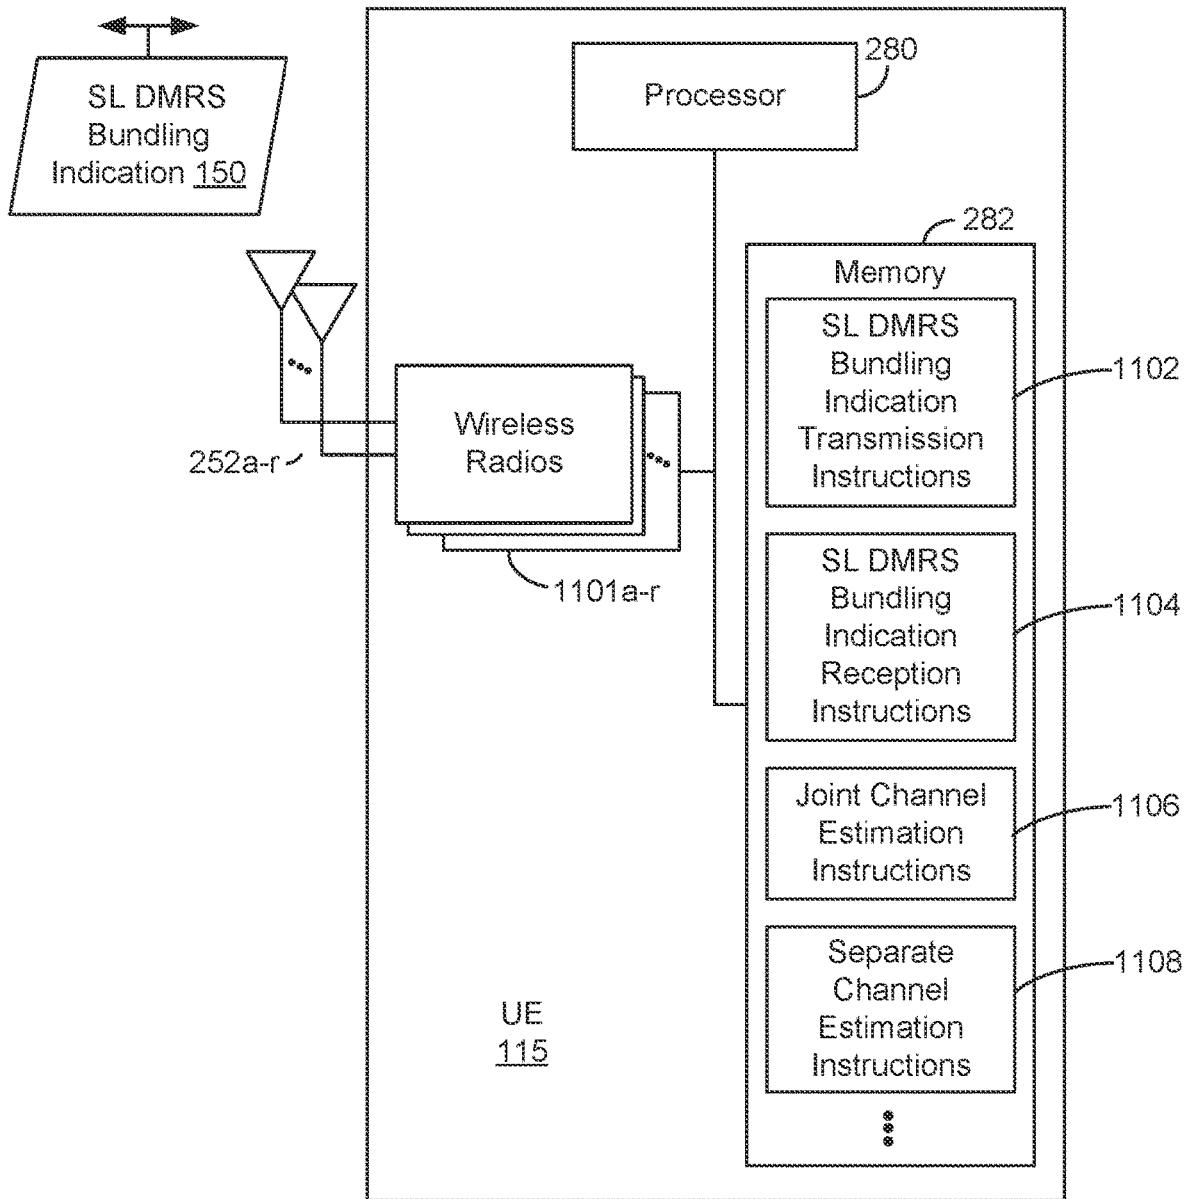 SL DMRS
Bundling
Indication 150
Processor
280
282
Memory
SL DMRS
Bundling
Indication
Transmission
Instructions
1102
252a-r
Wireless
Radios
1101a-r
SL DMRS
Bundling
Indication
Reception
Instructions
1104
Joint Channel
Estimation
Instructions
1106
Separate
Channel
Estimation
Instructions
1108
UE
115